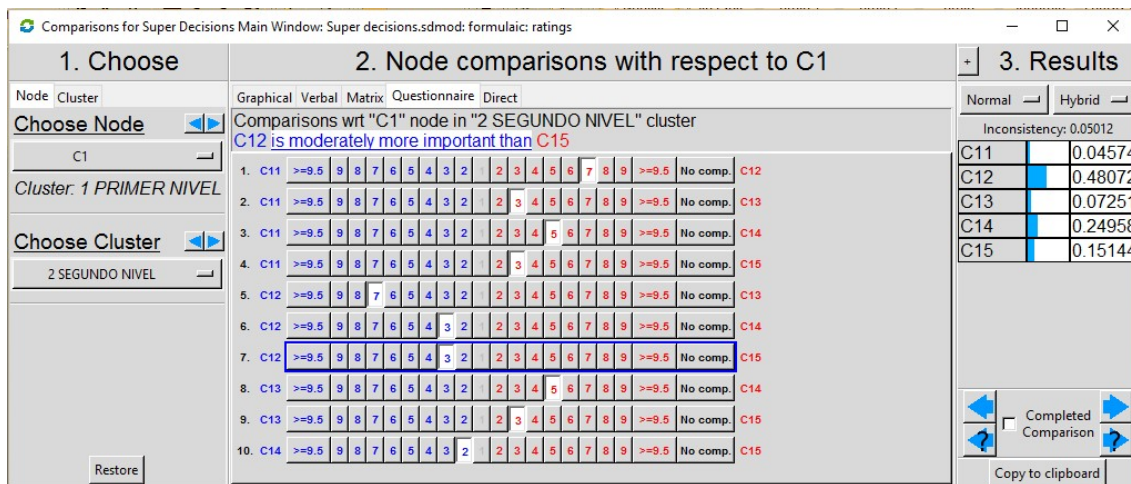 Comparisons for Super Decisions Main Window: Super decisions.sdmod: formulaic: ratings
1. Choose
Node Cluster
Choose Node
C1
Cluster: 1 PRIMER NIVEL
Choose Cluster
2 SEGUNDO NIVEL
Restore
2. Node comparisons with respect to C1
Graphical Verbal Matrix Questionnaire Direct
Comparisons wrt "C1" node in "2 SEGUNDO NIVEL" cluster
C12 is moderately more important than C15
1. C11 >=9.5 9 8 7 6 5 4 3 2 1 2 3 4 5 6 7 8 9 >=9.5 No comp. C12
2. C11 >=9.5 9 8 7 6 5 4 3 2 1 2 3 4 5 6 7 8 9 >=9.5 No comp. C13
3. C11 >=9.5 9 8 7 6 5 4 3 2 1 2 3 4 5 6 7 8 9 >=9.5 No comp. C14
4. C11 >=9.5 9 8 7 6 5 4 3 2 1 2 3 4 5 6 7 8 9 >=9.5 No comp. C15
5. C12 >=9.5 9 8 7 6 5 4 3 2 1 2 3 4 5 6 7 8 9 >=9.5 No comp. C13
6. C12 >=9.5 9 8 7 6 5 4 3 2 1 2 3 4 5 6 7 8 9 >=9.5 No comp. C14
7. C12 >=9.5 9 8 7 6 5 4 3 2 1 2 3 4 5 6 7 8 9 >=9.5 No comp. C15
8. C13 >=9.5 9 8 7 6 5 4 3 2 1 2 3 4 5 6 7 8 9 >=9.5 No comp. C14
9. C13 >=9.5 9 8 7 6 5 4 3 2 1 2 3 4 5 6 7 8 9 >=9.5 No comp. C15
10. C14 >=9.5 9 8 7 6 5 4 3 2 1 2 3 4 5 6 7 8 9 >=9.5 No comp. C15
+ 3. Results
Normal Hybrid
Inconsistency: 0.05012
C11 0.04574
C12 0.48072
C13 0.07251
C14 0.24958
C15 0.15144
Completed
Comparison
? ?
Copy to clipboard